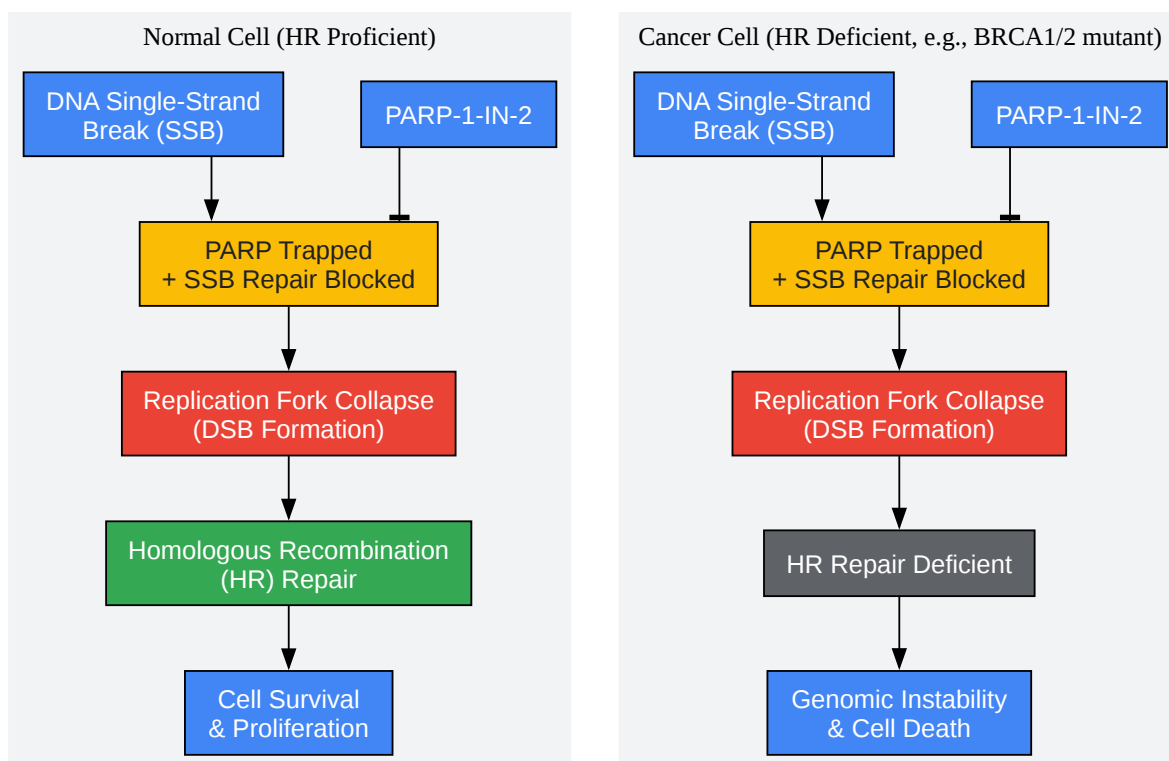 Normal Cell (HR Proficient)
DNA Single-Strand
Break (SSB)
PARP-1-IN-2
PARP Trapped
+ SSB Repair Blocked
Replication Fork Collapse
(DSB Formation)
Homologous Recombination
(HR) Repair
Cell Survival
& Proliferation
Cancer Cell (HR Deficient, e.g., BRCA1/2 mutant)
DNA Single-Strand
Break (SSB)
PARP-1-IN-2
PARP Trapped
+ SSB Repair Blocked
Replication Fork Collapse
(DSB Formation)
HR Repair Deficient
Genomic Instability
& Cell Death